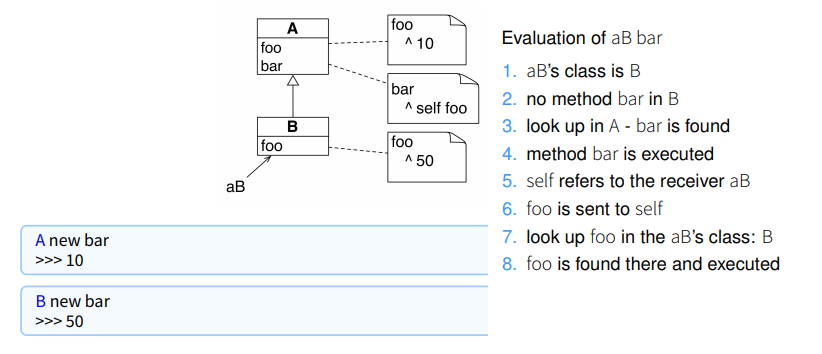 A
foo
bar
foo
^ 10
bar
^ self foo
B
foo
foo
^ 50
aB
A new bar
>>> 10
B new bar
>>> 50
Evaluation of aB bar
1. aB’s class is B
2. no method bar in B
3. look up in A - bar is found
4. method bar is executed
5. self refers to the receiver aB
6. foo is sent to self
7. look up foo in the aB’s class: B
8. foo is found there and executed